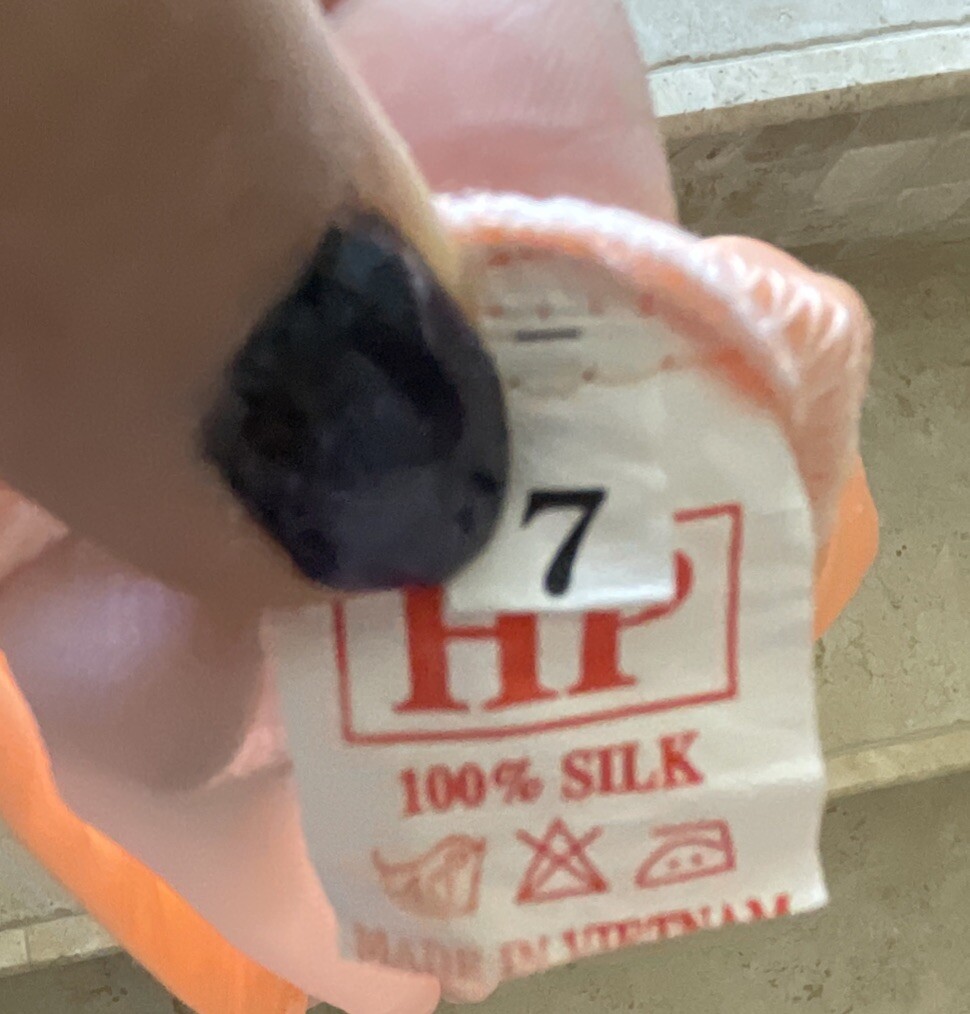 7
HP
100% SILK
MADE IN VIETNAM